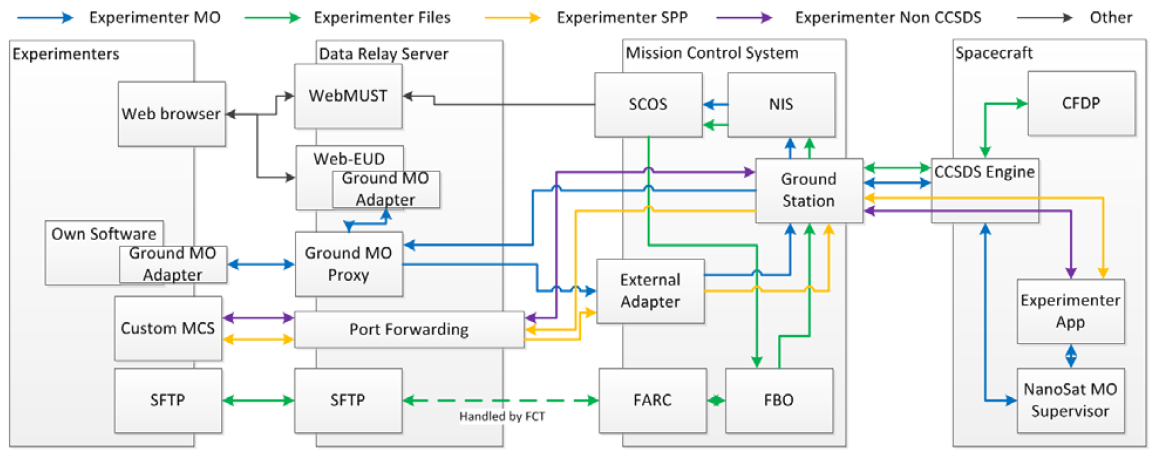 Experimenter MO
Experimenter Files
Experimenter SPP
Experimenter Non CCSDS
Other
Experimenters
Data Relay Server
Mission Control System
Spacecraft
Web browser
WebMUST
SCOS
NIS
CFDP
Web-EUD
Ground MO
Adapter
Ground
Station
CCSDS Engine
Own Software
Ground MO
Adapter
Ground MO
Proxy
External
Adapter
Experimenter
App
Custom MCS
Port Forwarding
SFTP
SFTP
Handled by FCT
FARC
FBO
NanoSat MO
Supervisor